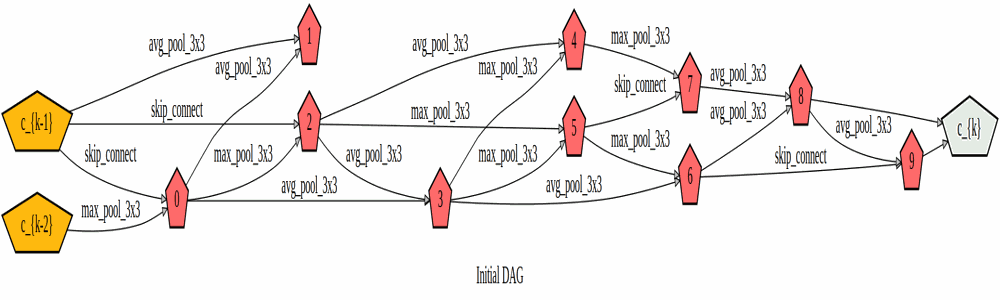 avg_pool_3x3
1
avg_pool_3x3
c_{k-1}
skip_connect
skip_connect
max_pool_3x3
c_{k-2}
max_pool_3x3
0
avg_pool_3x3
2
avg_pool_3x3
max_pool_3x3
avg_pool_3x3
3
max_pool_3x3
max_pool_3x3
avg_pool_3x3
4
5
max_pool_3x3
skip_connect
max_pool_3x3
7
6
avg_pool_3x3
avg_pool_3x3
skip_connect
8
avg_pool_3x3
9
c_{k}
Initial DAG